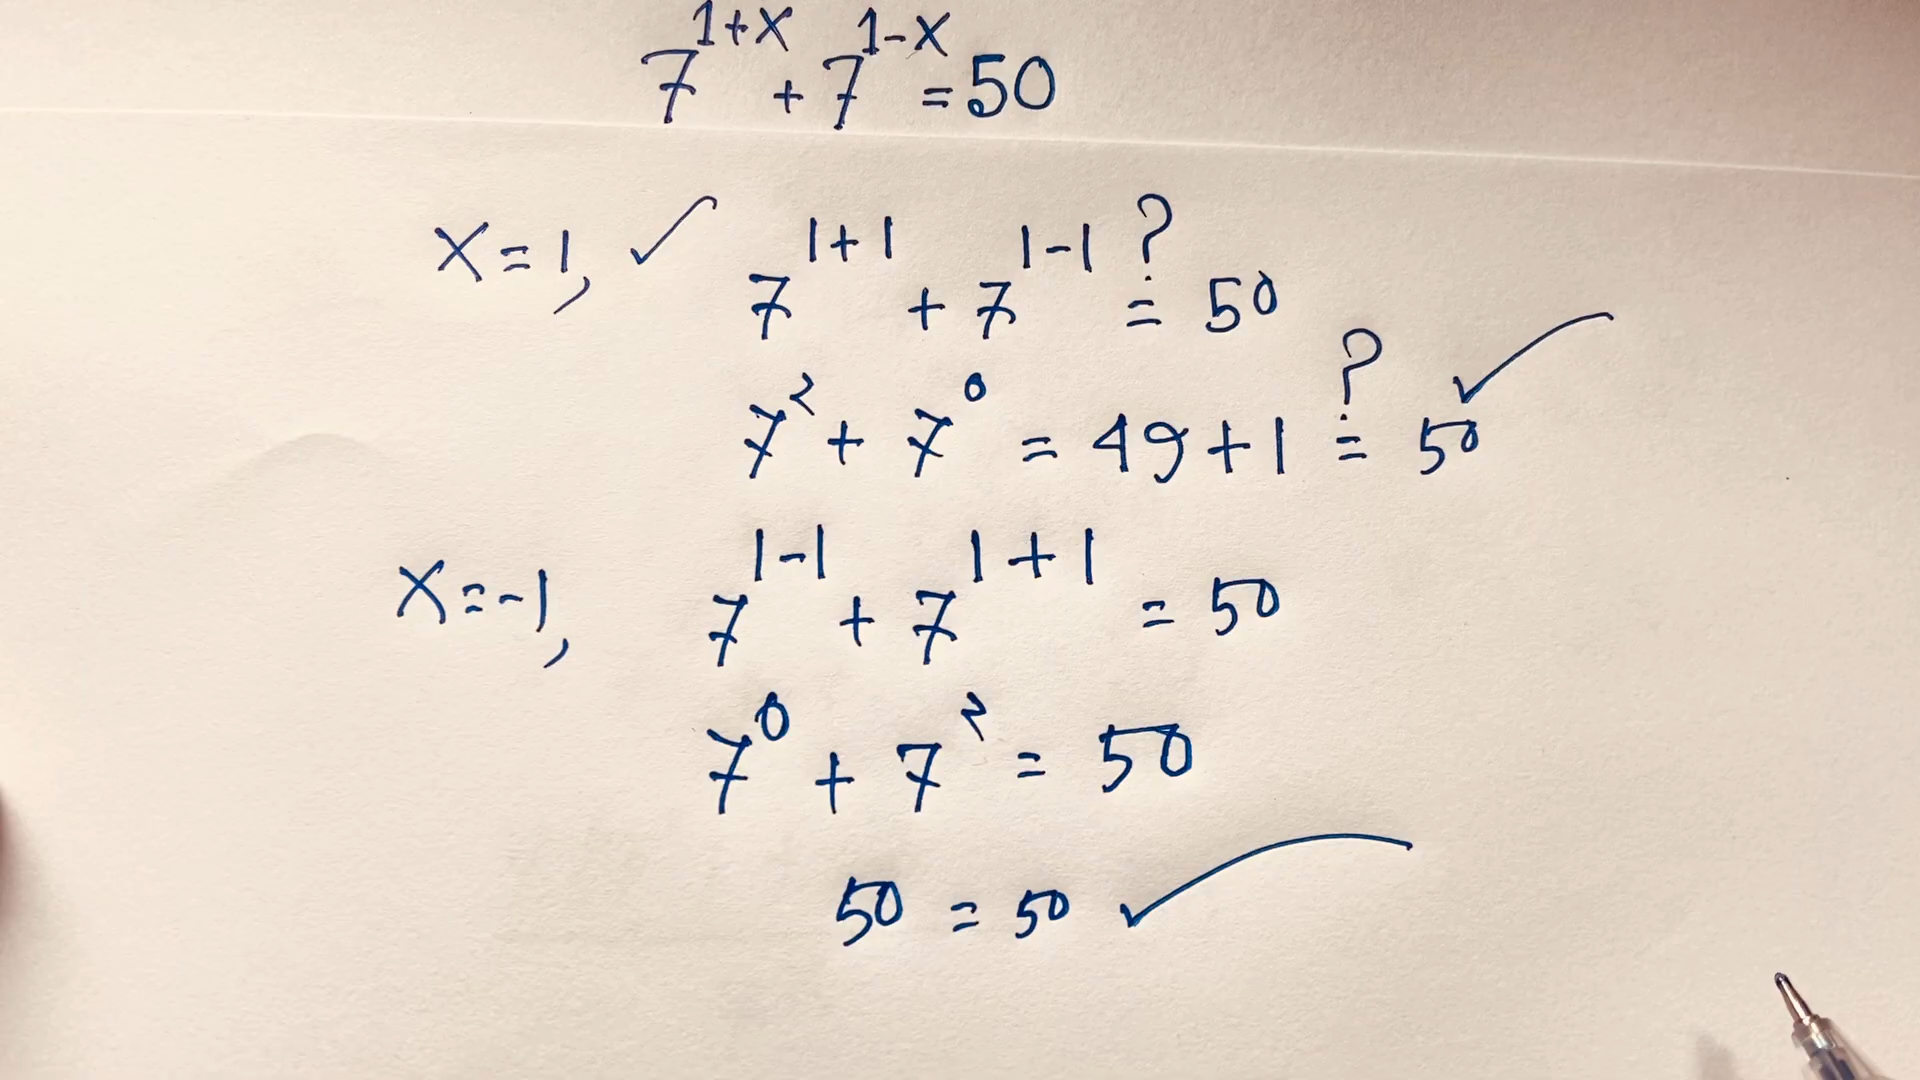 7^{1+x} + 7^{1-x} = 50
x = 1, ✓ 7^{1+1} + 7^{1-1} ?= 50
7^2 + 7^0 = 49 + 1 ?= 50 ✓
x = -1, 7^{1-1} + 7^{1+1} = 50
7^0 + 7^2 = 50
50 = 50 ✓